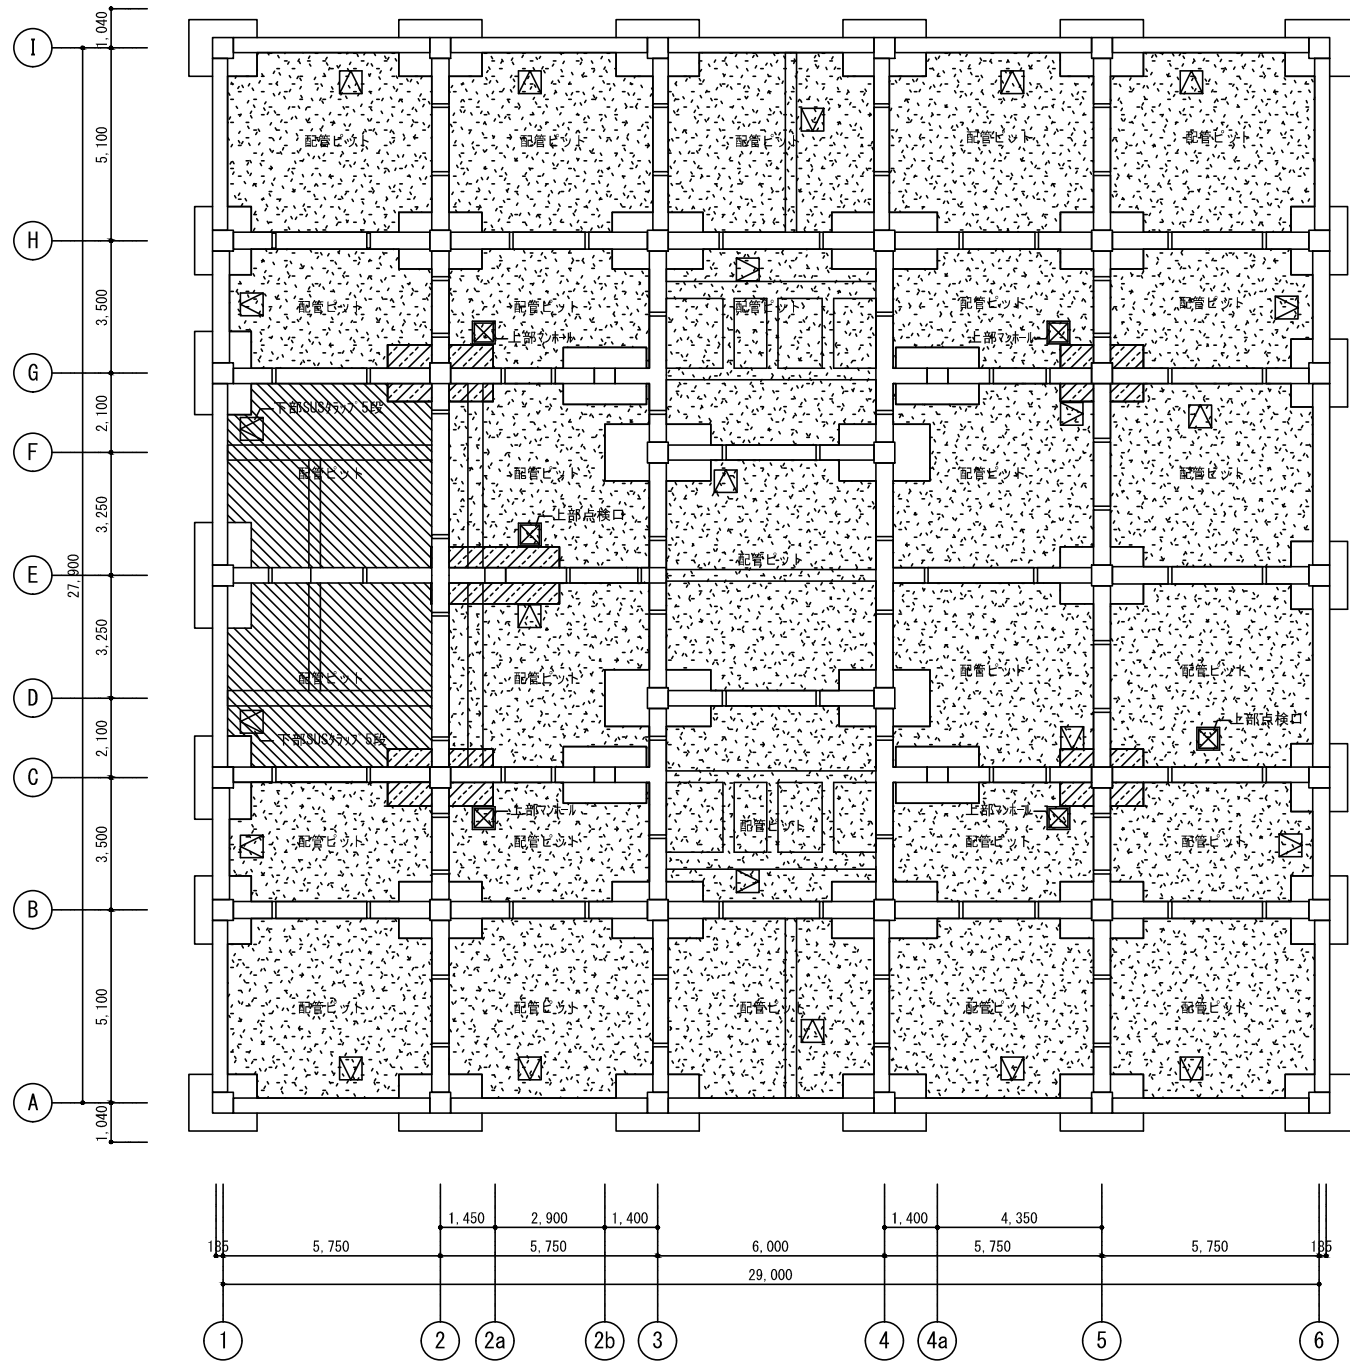 1,040
I
5,100
配管ピット
配管ピット
配管ピット
配管ピット
配管ピット
H
3,500
配管ピット
配管ピット
配管ピット
配管ピット
配管ピット
上部ﾏﾝﾎｰﾙ
上部ﾏﾝﾎｰﾙ
G
2,100
下部SUSﾀﾗｯﾌﾟ5段
F
配管ピット
配管ピット
配管ピット
配管ピット
3,250
上部点検口
配管ピット
E
27,900
3,250
配管ピット
配管ピット
配管ピット
配管ピット
D
2,100
下部SUSﾀﾗｯﾌﾟ5段
上部点検口
C
3,500
上部ﾏﾝﾎｰﾙ
上部ﾏﾝﾎｰﾙ
配管ピット
配管ピット
配管ピット
配管ピット
配管ピット
B
5,100
配管ピット
配管ピット
配管ピット
配管ピット
配管ピット
A
1,040
1,450
2,900
1,400
1,400
4,350
185
5,750
5,750
6,000
5,750
5,750
185
29,000
1
2
2a
2b
3
4
4a
5
6